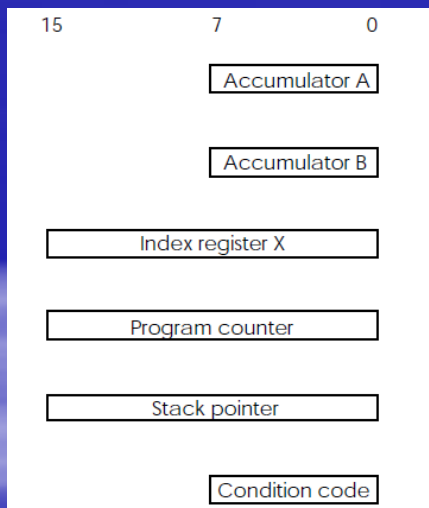 15 7 0
Accumulator A
Accumulator B
Index register X
Program counter
Stack pointer
Condition code